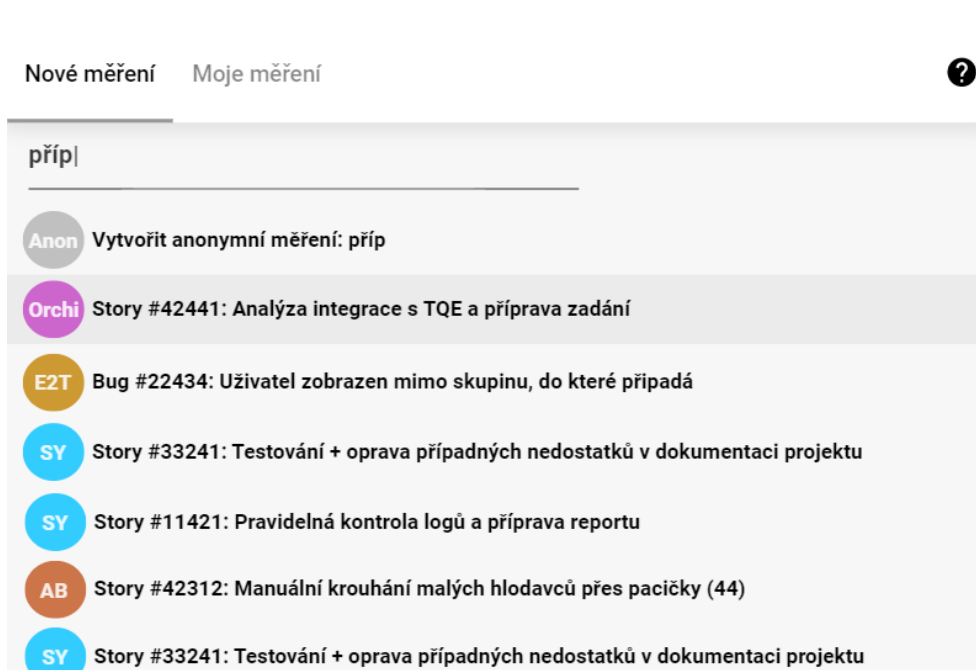 Nové měření Moje měření ?
příp
Anon Vytvořit anonymní měření: příp
Orchi Story #42441: Analýza integrace s TQE a příprava zadání
E2T Bug #22434: Uživatel zobrazen mimo skupinu, do které připadá
SY Story #33241: Testování + oprava případných nedostatků v dokumentaci projektu
SY Story #11421: Pravidelná kontrola logů a příprava reportu
AB Story #42312: Manuální krouhání malých hlodavců přes pacičky (44)
SY Story #33241: Testování + oprava případných nedostatků v dokumentaci projektu